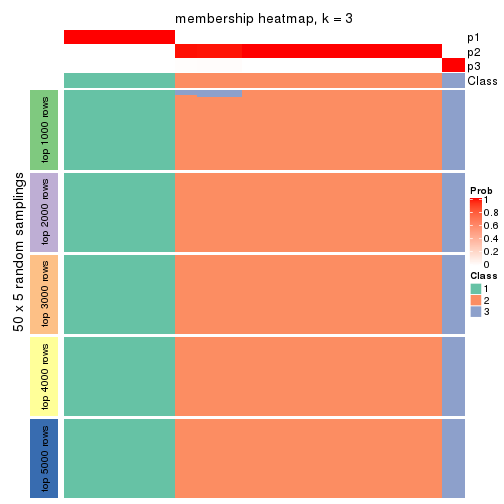 membership heatmap, k = 3
p1
p2
p3
Class
50 x 5 random samplings
top 1000 rows
top 2000 rows
top 3000 rows
top 4000 rows
top 5000 rows
Prob
1
0.8
0.6
0.4
0.2
0
Class
1
2
3